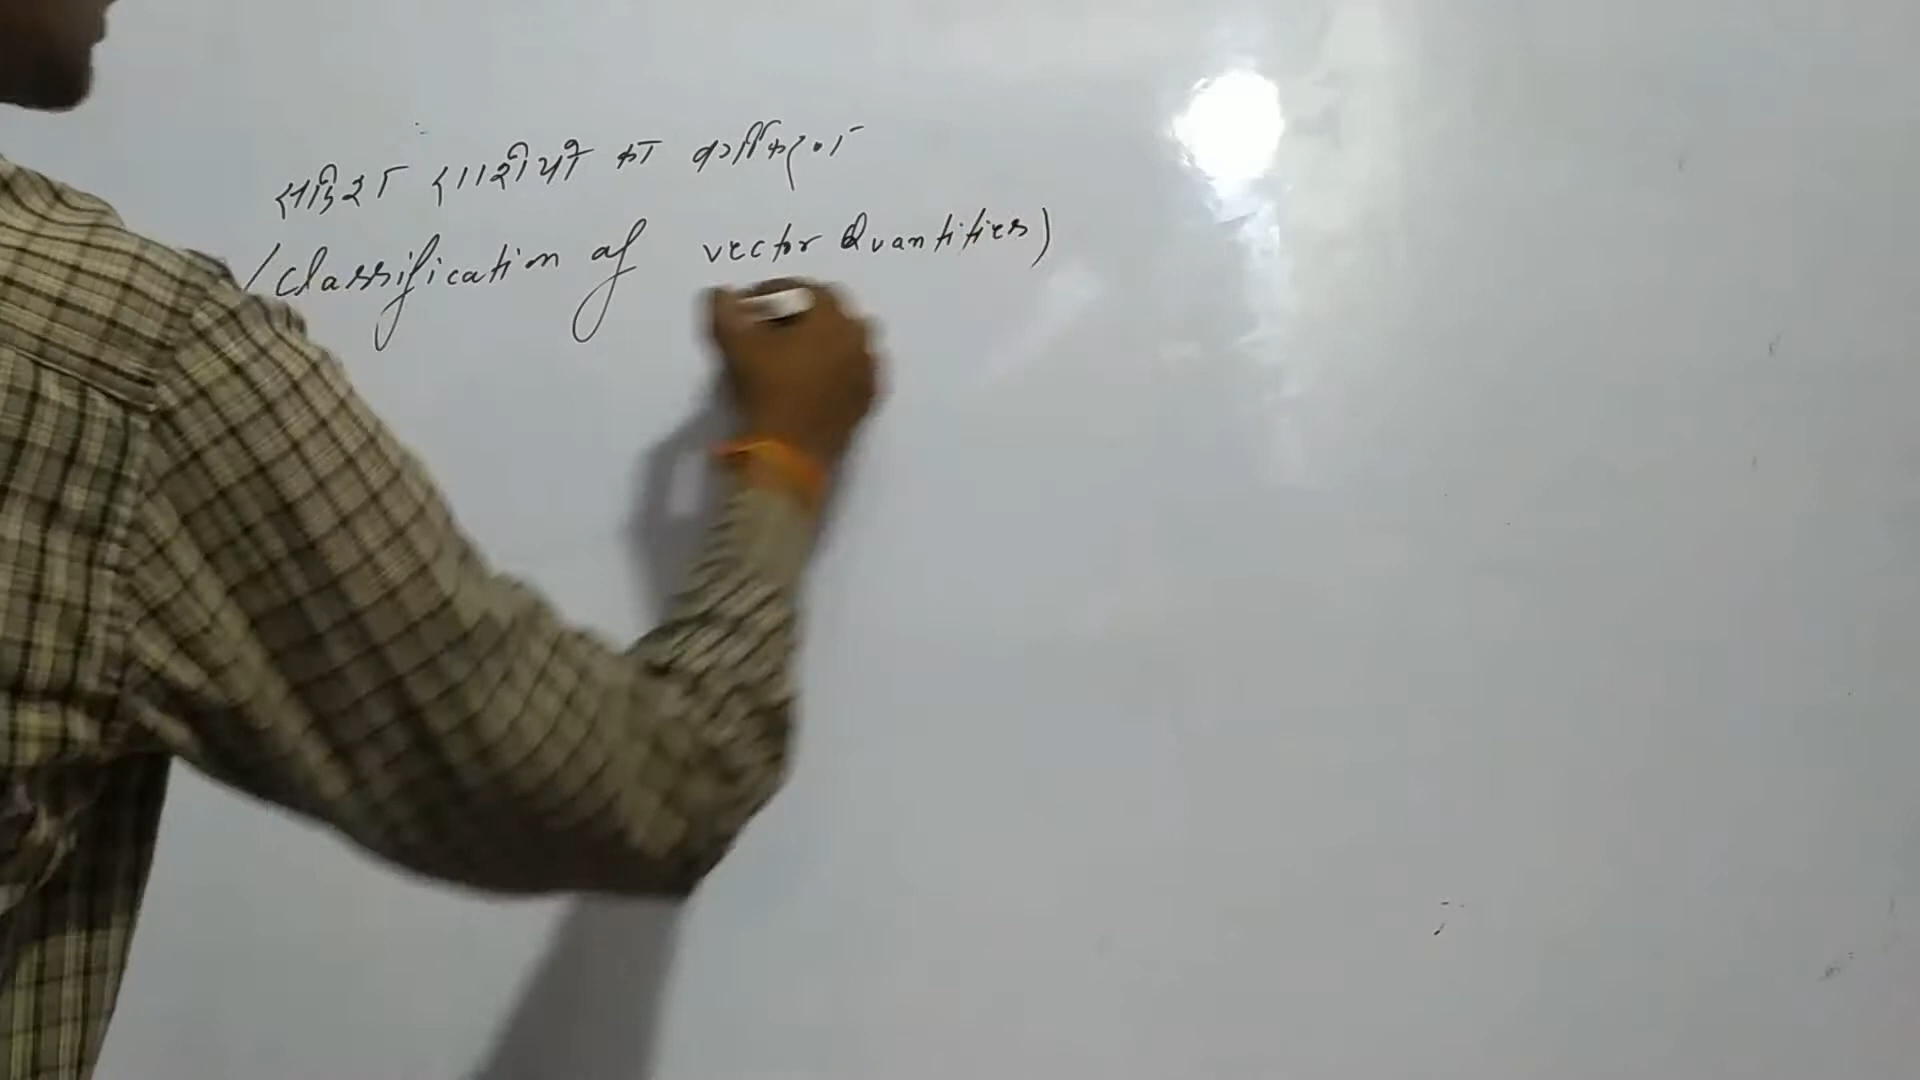 सदिश राशीयों का वर्गिकरण
(classification of vector Quantities)